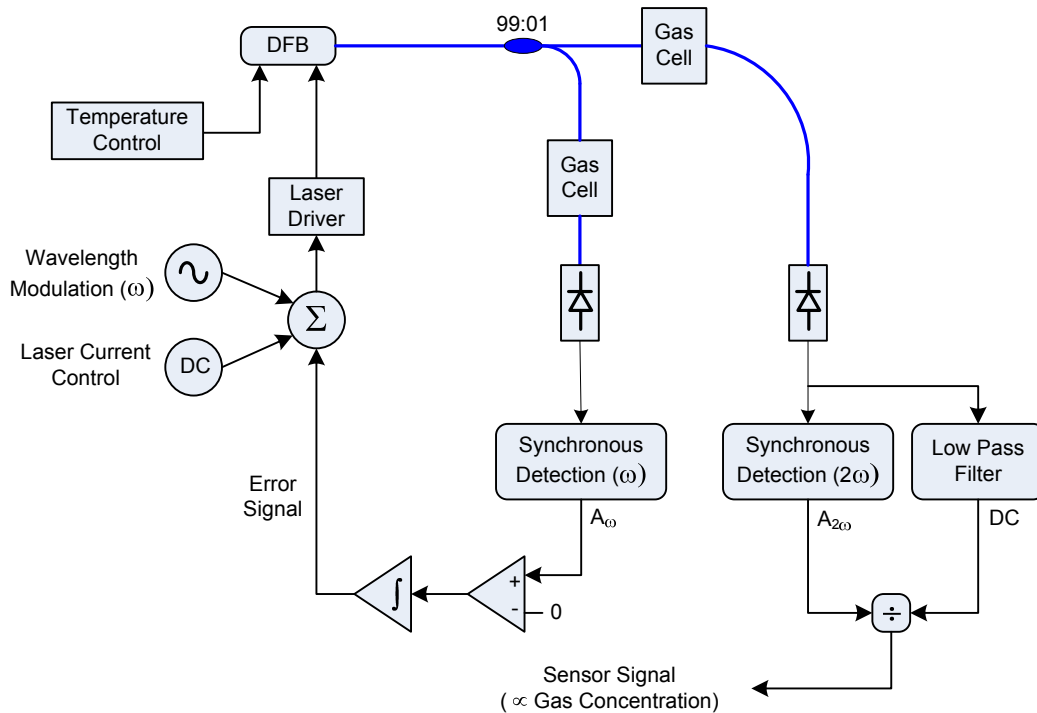 99:01
DFB
Gas
Cell
Temperature
Control
Gas
Cell
Laser
Driver
Wavelength
Modulation (ω)
Σ
Laser Current
Control
DC
Synchronous
Detection (ω)
Synchronous
Detection (2ω)
Low Pass
Filter
Error
Signal
Aω
A2ω
DC
∫
+
-
0
÷
Sensor Signal
( ∝ Gas Concentration)